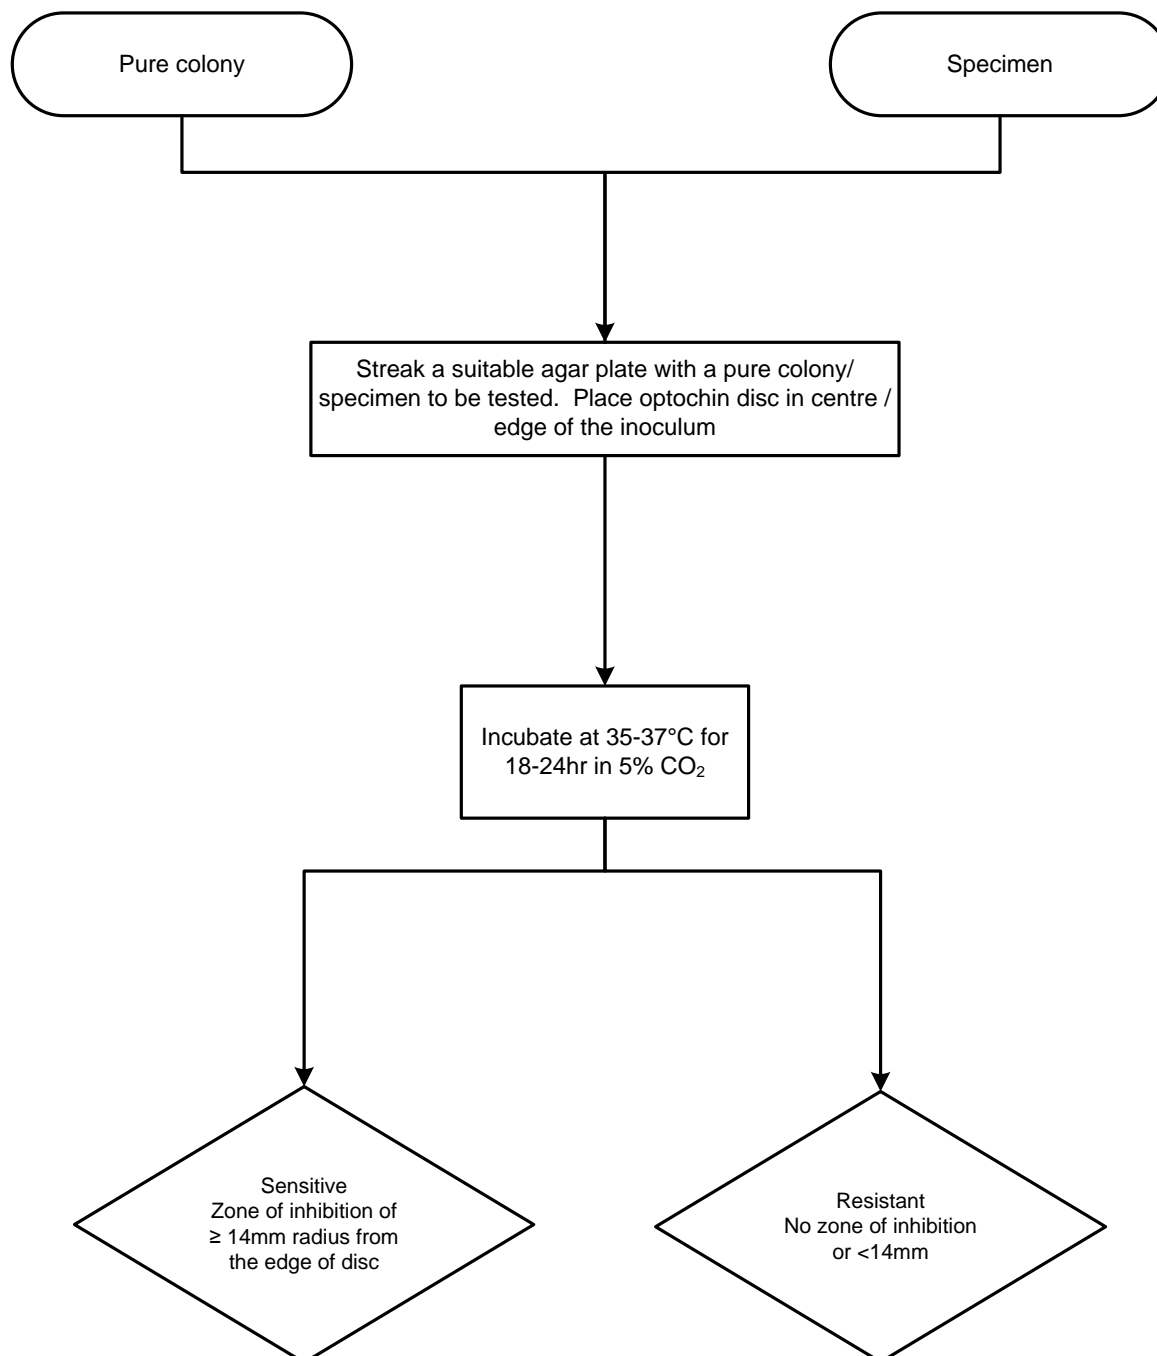 Pure colony
Specimen
Streak a suitable agar plate with a pure colony/
specimen to be tested.  Place optochin disc in centre /
edge of the inoculum
Incubate at 35-37°C for
18-24hr in 5% CO₂
Sensitive
Zone of inhibition of
≥ 14mm radius from
the edge of disc
Resistant
No zone of inhibition
or <14mm